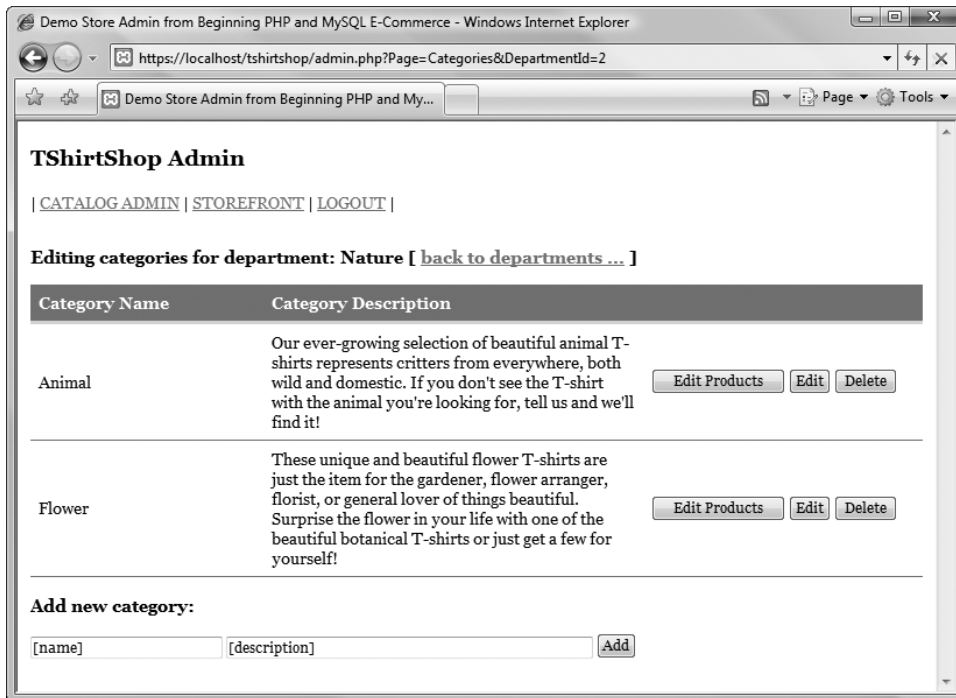 Demo Store Admin from Beginning PHP and MySQL E-Commerce - Windows Internet Explorer
https://localhost/tshirtshop/admin.php?Page=Categories&DepartmentId=2
Demo Store Admin from Beginning PHP and My...
Page
Tools
TShirtShop Admin
| CATALOG ADMIN | STOREFRONT | LOGOUT |
Editing categories for department: Nature [ back to departments ... ]
Category Name Category Description
Animal
Our ever-growing selection of beautiful animal T-
shirts represents critters from everywhere, both
wild and domestic. If you don't see the T-shirt
with the animal you're looking for, tell us and we'll
find it!
Edit Products Edit Delete
Flower
These unique and beautiful flower T-shirts are
just the item for the gardener, flower arranger,
florist, or general lover of things beautiful.
Surprise the flower in your life with one of the
beautiful botanical T-shirts or just get a few for
yourself!
Edit Products Edit Delete
Add new category:
[name] [description] Add